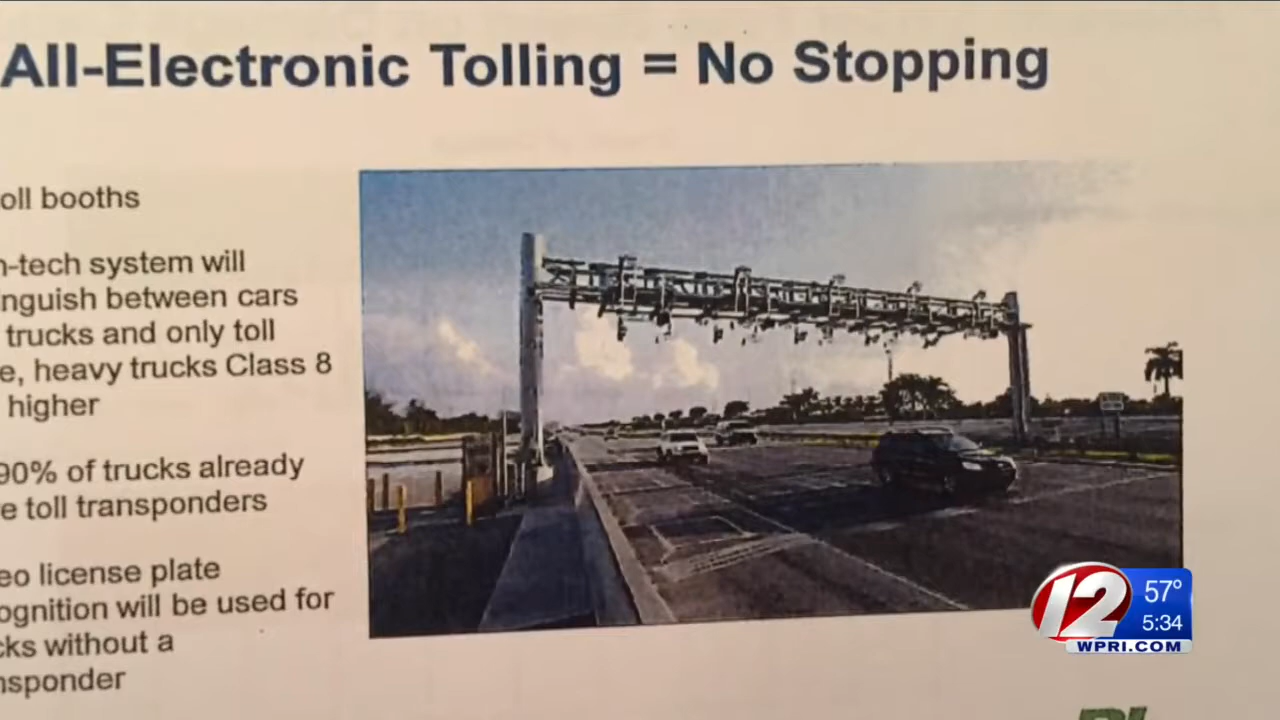 All-Electronic Tolling = No Stopping
oll booths
n-tech system will
inguish between cars
trucks and only toll
e, heavy trucks Class 8
higher
90% of trucks already
e toll transponders
eo license plate
ognition will be used for
cks without a
nsponder
12
57°
5:34
WPRI.COM